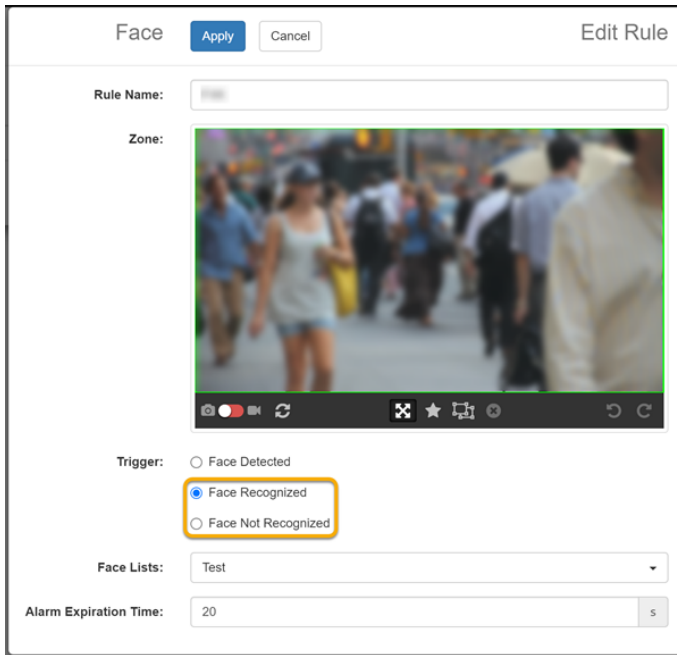 Face Apply Cancel Edit Rule
Rule Name:
Zone:
Trigger: Face Detected
Face Recognized
Face Not Recognized
Face Lists: Test
Alarm Expiration Time: 20 s